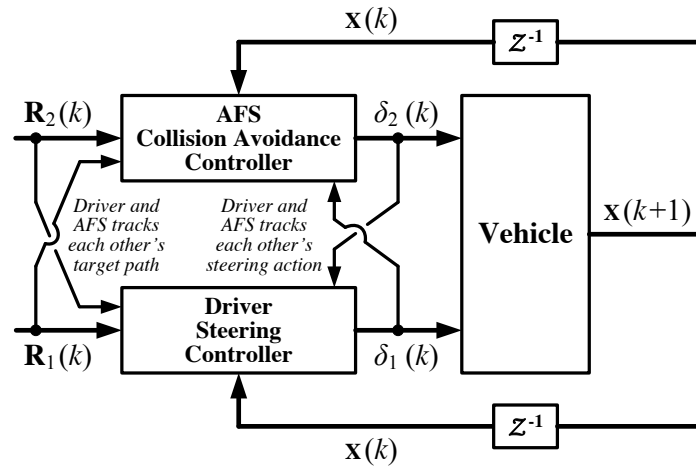 x(k)
Z⁻¹
R₂(k)
AFS
Collision Avoidance
Controller
δ₂(k)
Driver and
AFS tracks
each other's
target path
Driver and
AFS tracks
each other's
steering action
Vehicle
x(k+1)
Driver
Steering
Controller
R₁(k)
δ₁(k)
x(k)
Z⁻¹